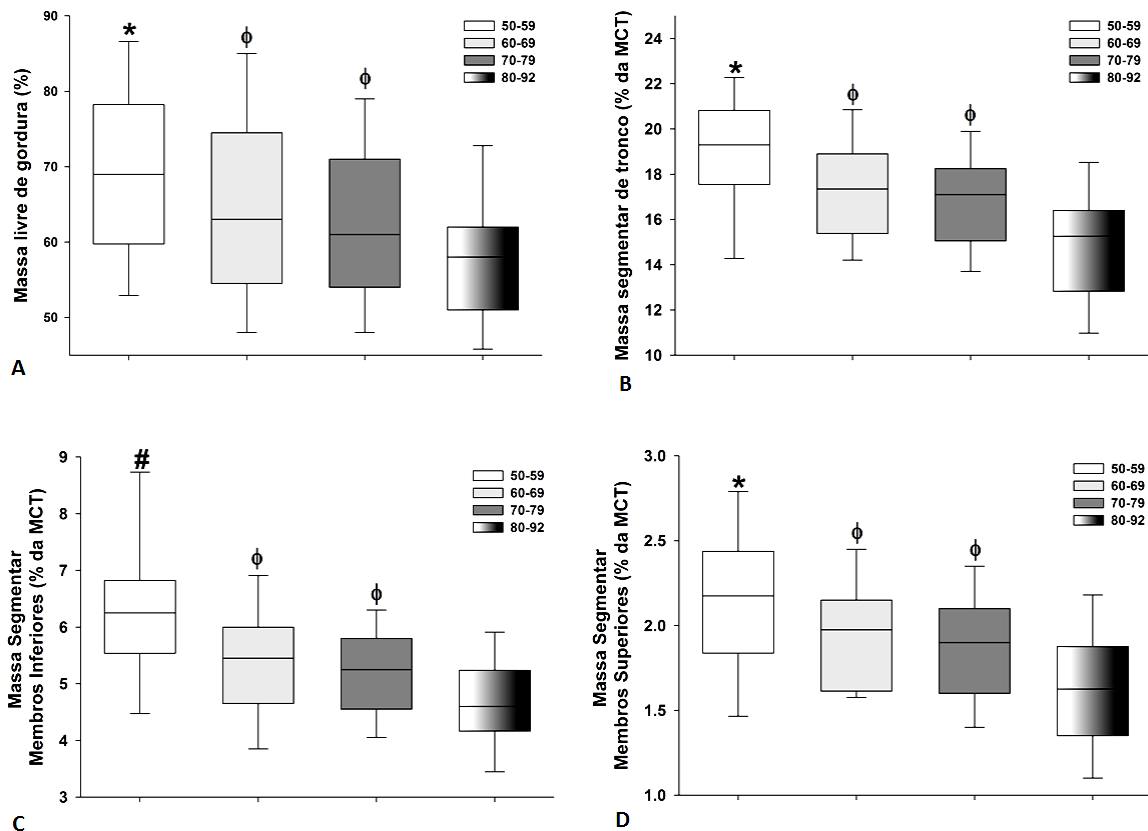 Massa livre de gordura (%)
90
80
70
60
50
*
φ
φ
50-59
60-69
70-79
80-92
A
Massa segmentar de tronco (% da MCT)
24
22
20
18
16
14
12
10
*
φ
φ
50-59
60-69
70-79
80-92
B
Massa Segmentar
Membros Inferiores (% da MCT)
9
8
7
6
5
4
3
#
φ
φ
50-59
60-69
70-79
80-92
C
Massa Segmentar
Membros Superiores (% da MCT)
3.0
2.5
2.0
1.5
1.0
*
φ
φ
50-59
60-69
70-79
80-92
D